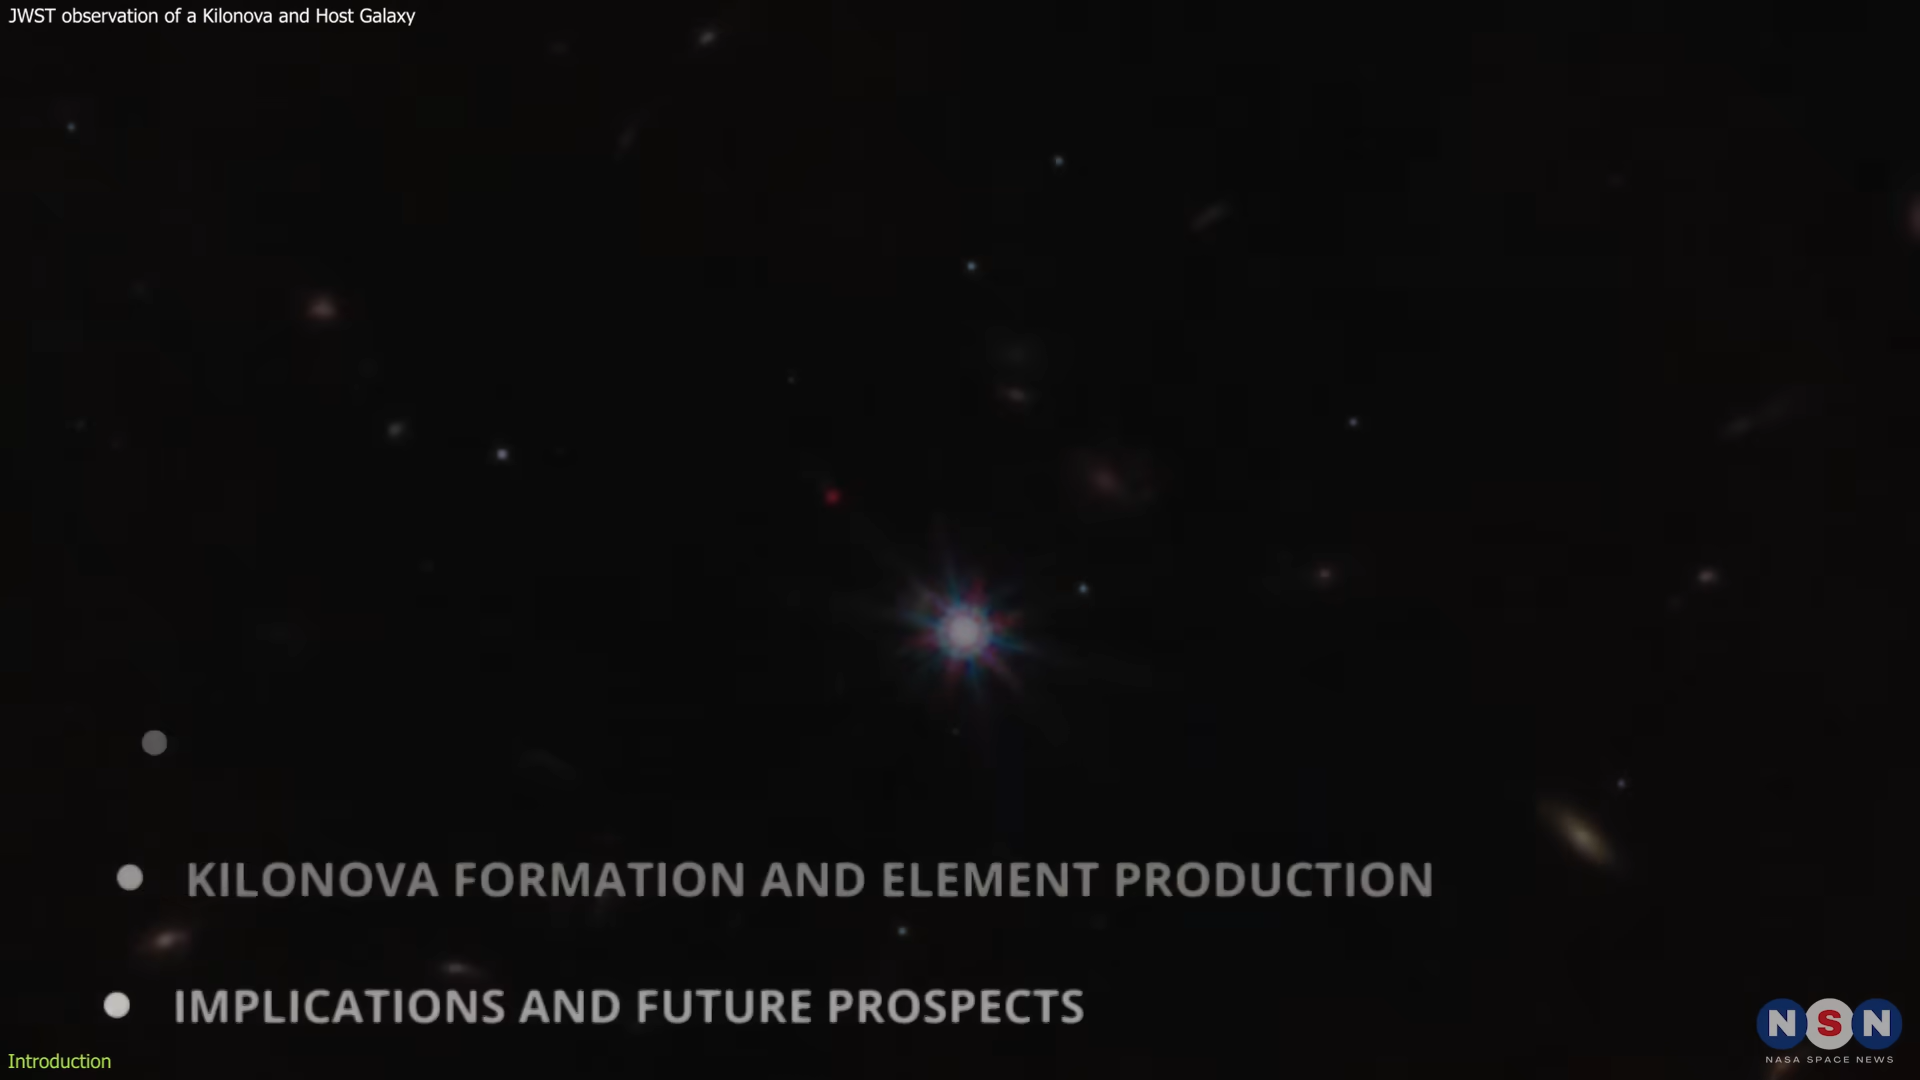 JWST observation of a Kilonova and Host Galaxy
KILONOVA FORMATION AND ELEMENT PRODUCTION
IMPLICATIONS AND FUTURE PROSPECTS
Introduction
NSN
NASA SPACE NEWS